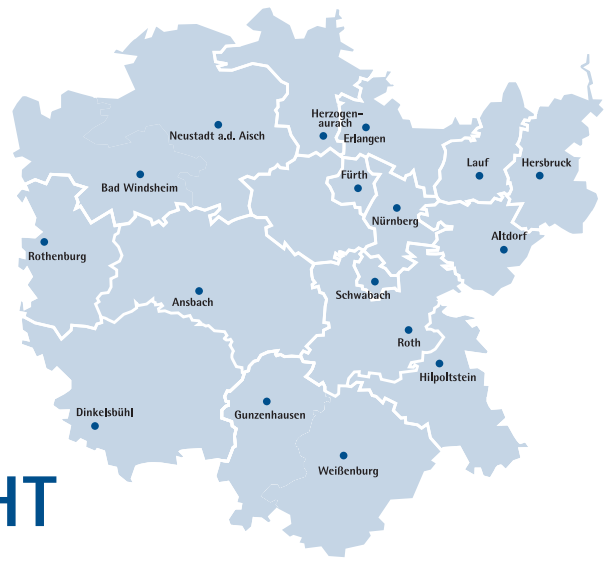 Herzogen-
aurach
Erlangen
Neustadt a.d. Aisch
Lauf
Hersbruck
Bad Windsheim
Fürth
Nürnberg
Altdorf
Rothenburg
Ansbach
Schwabach
Roth
Hilpoltstein
Dinkelsbühl
Gunzenhausen
Weißenburg
HT